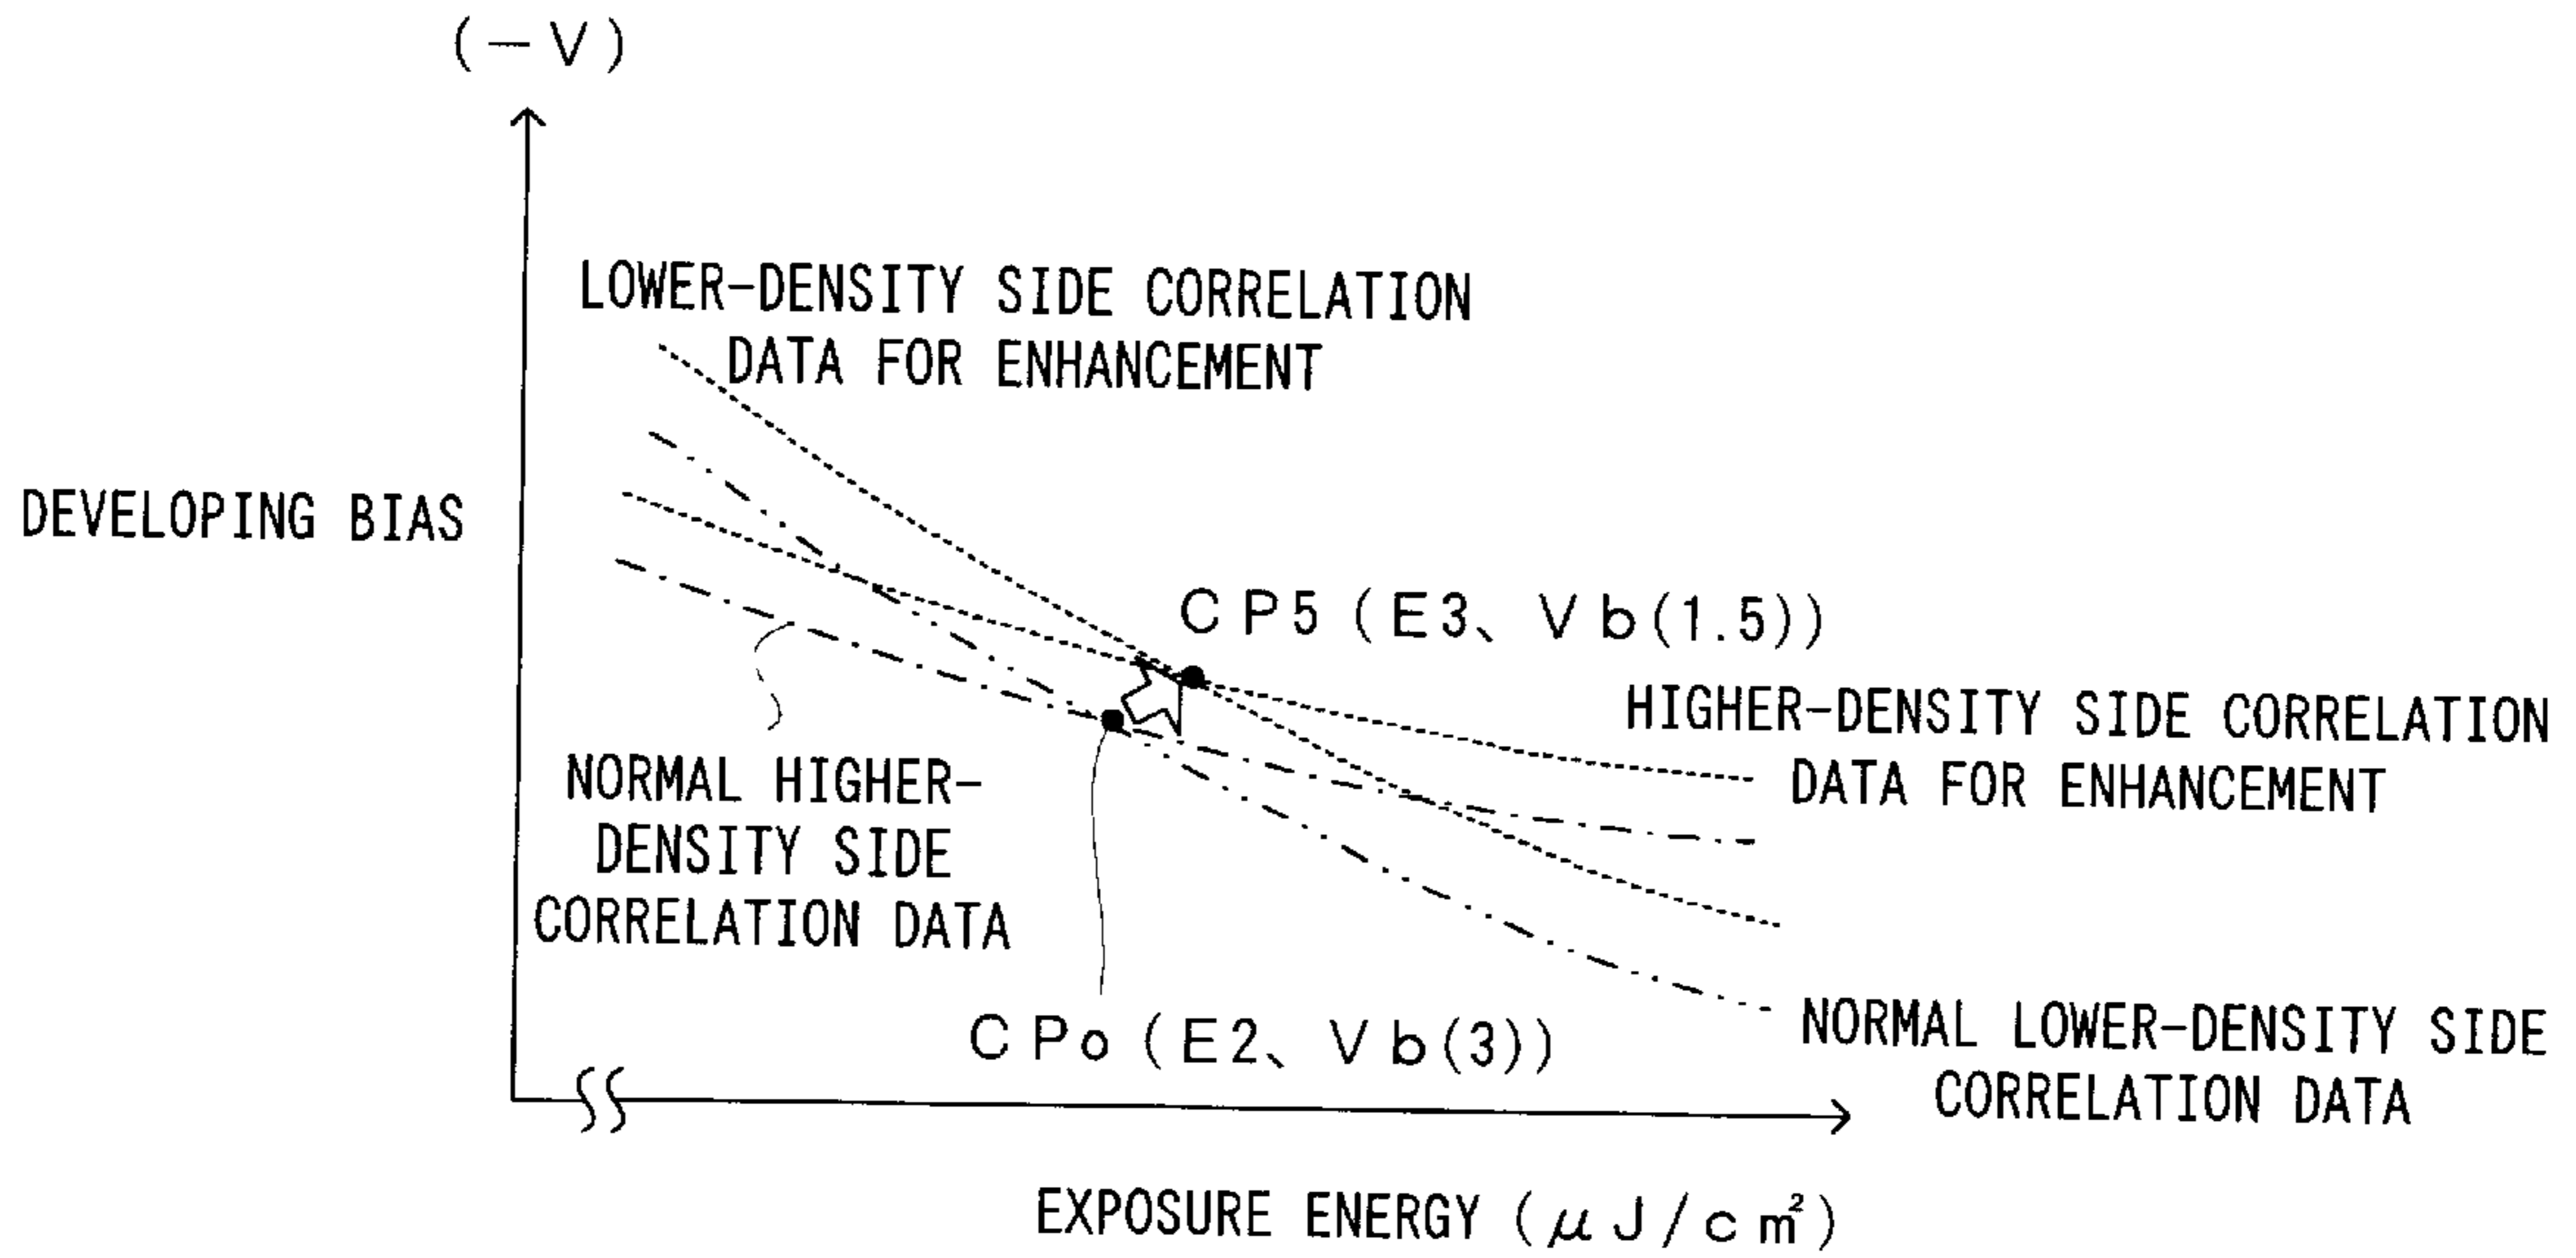 (－V)
LOWER-DENSITY SIDE CORRELATION
DATA FOR ENHANCEMENT
DEVELOPING BIAS
CP5(E3、Vb(1.5))
HIGHER-DENSITY SIDE CORRELATION
DATA FOR ENHANCEMENT
NORMAL HIGHER-
DENSITY SIDE
CORRELATION DATA
CPo(E2、Vb(3))
NORMAL LOWER-DENSITY SIDE
CORRELATION DATA
EXPOSURE ENERGY(μJ/cm²)